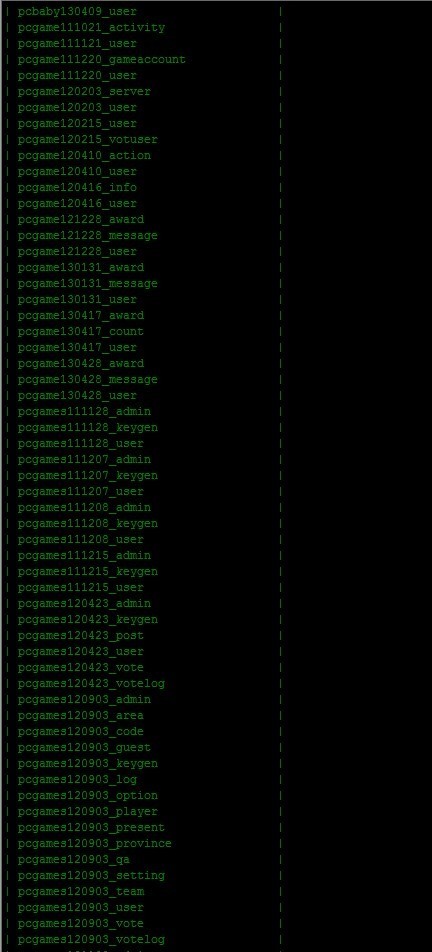 | pcbaby130409_user |
| pcgame111021_activity |
| pcgame111121_user |
| pcgame111220_gameaccount |
| pcgame111220_user |
| pcgame120203_server |
| pcgame120203_user |
| pcgame120215_user |
| pcgame120215_votuser |
| pcgame120410_action |
| pcgame120410_user |
| pcgame120416_info |
| pcgame120416_user |
| pcgame121228_award |
| pcgame121228_message |
| pcgame121228_user |
| pcgame130131_award |
| pcgame130131_message |
| pcgame130131_user |
| pcgame130417_award |
| pcgame130417_count |
| pcgame130417_user |
| pcgame130428_award |
| pcgame130428_message |
| pcgame130428_user |
| pcgames111128_admin |
| pcgames111128_keygen |
| pcgames111128_user |
| pcgames111207_admin |
| pcgames111207_keygen |
| pcgames111207_user |
| pcgames111208_admin |
| pcgames111208_keygen |
| pcgames111208_user |
| pcgames111215_admin |
| pcgames111215_keygen |
| pcgames111215_user |
| pcgames120423_admin |
| pcgames120423_keygen |
| pcgames120423_post |
| pcgames120423_user |
| pcgames120423_vote |
| pcgames120423_votelog |
| pcgames120903_admin |
| pcgames120903_area |
| pcgames120903_code |
| pcgames120903_guest |
| pcgames120903_keygen |
| pcgames120903_log |
| pcgames120903_option |
| pcgames120903_player |
| pcgames120903_present |
| pcgames120903_province |
| pcgames120903_qa |
| pcgames120903_setting |
| pcgames120903_team |
| pcgames120903_user |
| pcgames120903_vote |
| pcgames120903_votelog |